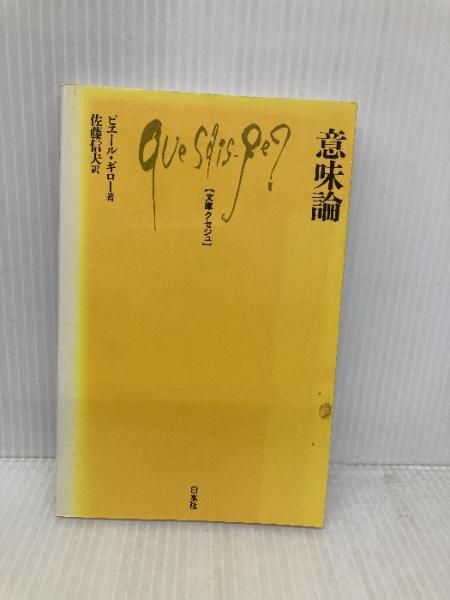 意味論
Que sais-je?
【文庫クセジュ】
ピエール・ギロー著
佐藤信夫訳
白水社